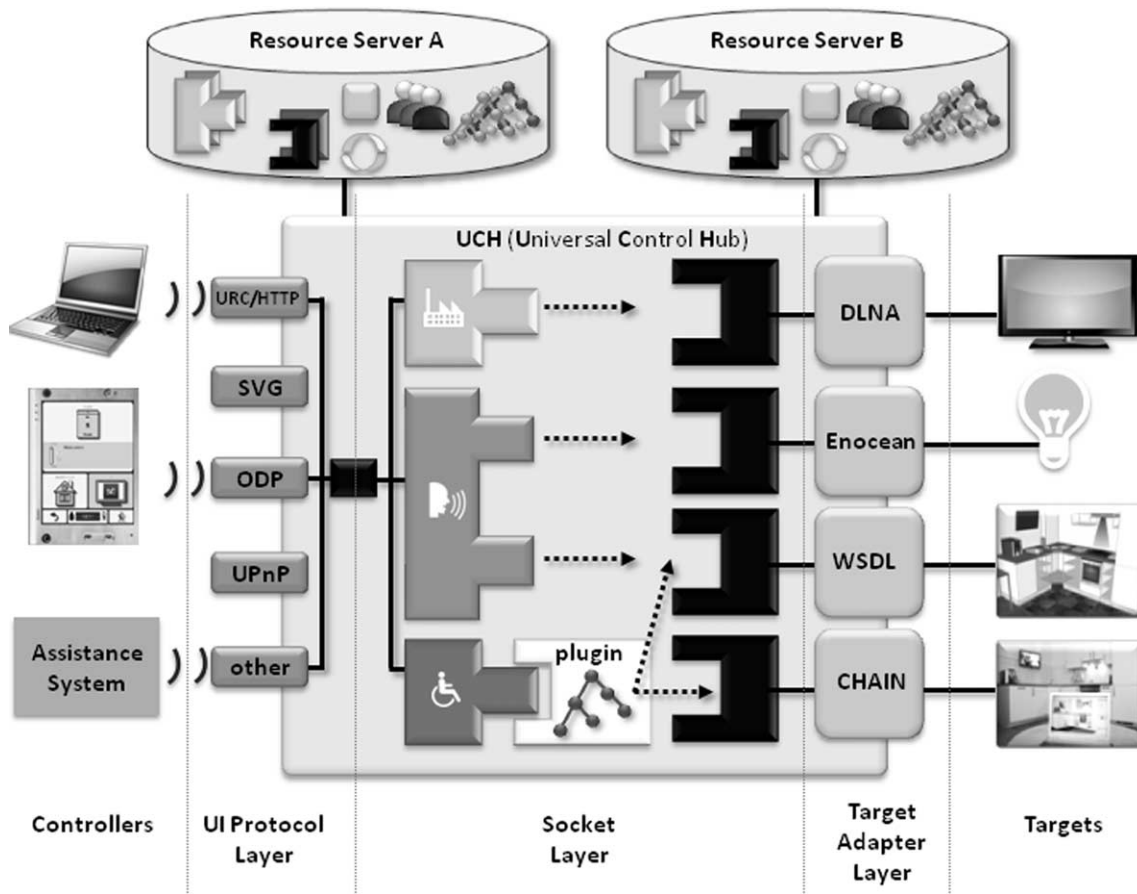 Resource Server A
Resource Server B
UCH (Universal Control Hub)
URC/HTTP
SVG
ODP
UPnP
other
Assistance
System
plugin
DLNA
Enocean
WSDL
CHAIN
Controllers
UI Protocol
Layer
Socket
Layer
Target
Adapter
Layer
Targets